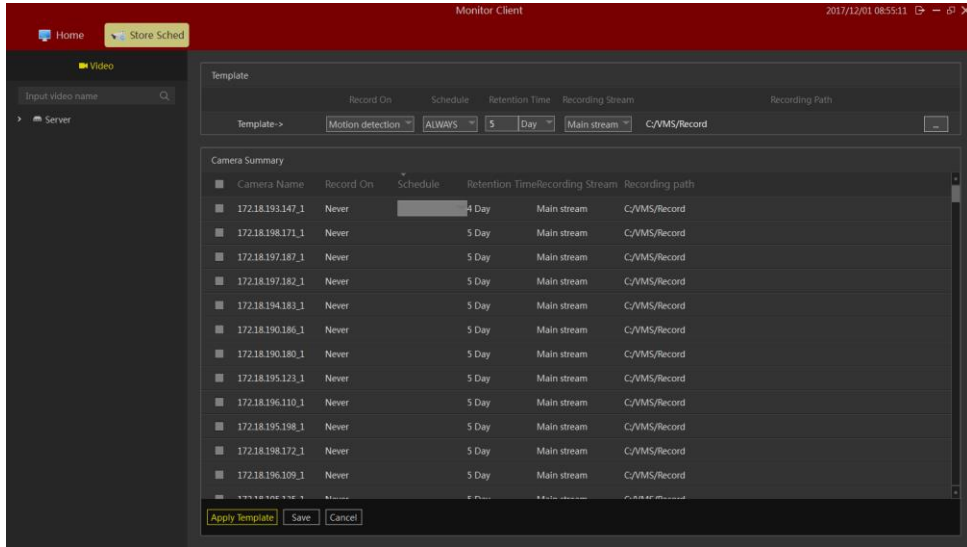 Monitor Client 2017/12/01 08:55:11
Home Store Sched
Video
Input video name
Server
Template
Record On Schedule Retention Time Recording Stream Recording Path
Template-> Motion detection ALWAYS 5 Day Main stream C:/VMS/Record ...
Camera Summary
Camera Name Record On Schedule Retention Time Recording Stream Recording path
172.18.193.147_1 Never 4 Day Main stream C:/VMS/Record
172.18.198.171_1 Never 5 Day Main stream C:/VMS/Record
172.18.197.187_1 Never 5 Day Main stream C:/VMS/Record
172.18.197.182_1 Never 5 Day Main stream C:/VMS/Record
172.18.194.183_1 Never 5 Day Main stream C:/VMS/Record
172.18.190.186_1 Never 5 Day Main stream C:/VMS/Record
172.18.190.180_1 Never 5 Day Main stream C:/VMS/Record
172.18.195.123_1 Never 5 Day Main stream C:/VMS/Record
172.18.196.110_1 Never 5 Day Main stream C:/VMS/Record
172.18.195.198_1 Never 5 Day Main stream C:/VMS/Record
172.18.198.172_1 Never 5 Day Main stream C:/VMS/Record
172.18.196.109_1 Never 5 Day Main stream C:/VMS/Record
Never 5 Day Main stream C:/VMS/Record
Apply Template Save Cancel